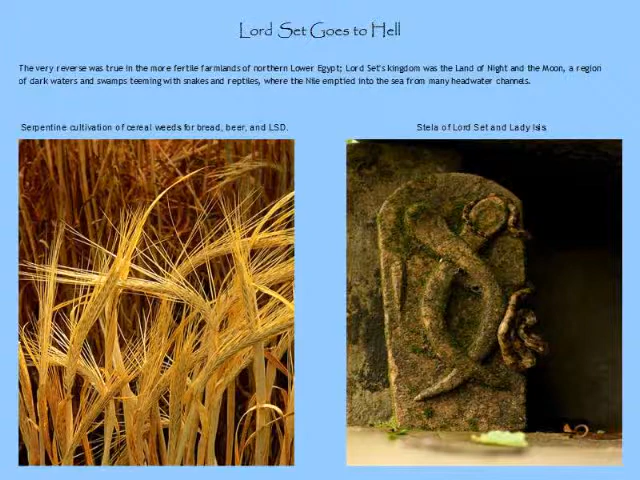 Lord Set Goes to Hell
The very reverse was true in the more fertile farmlands of northern Lower Egypt; Lord Set's kingdom was the Land of Night and the Moon, a region
of dark waters and swamps teeming with snakes and reptiles, where the Nile emptied into the sea from many headwater channels.
Serpentine cultivation of cereal weeds for bread, beer, and LSD.
Stela of Lord Set and Lady Isis